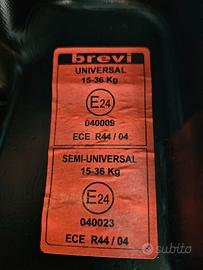 brevi
UNIVERSAL
15-36 Kg
E24
040009
ECE R44/04
SEMI-UNIVERSAL
15-36 Kg
E24
040023
ECE R44/04
subito